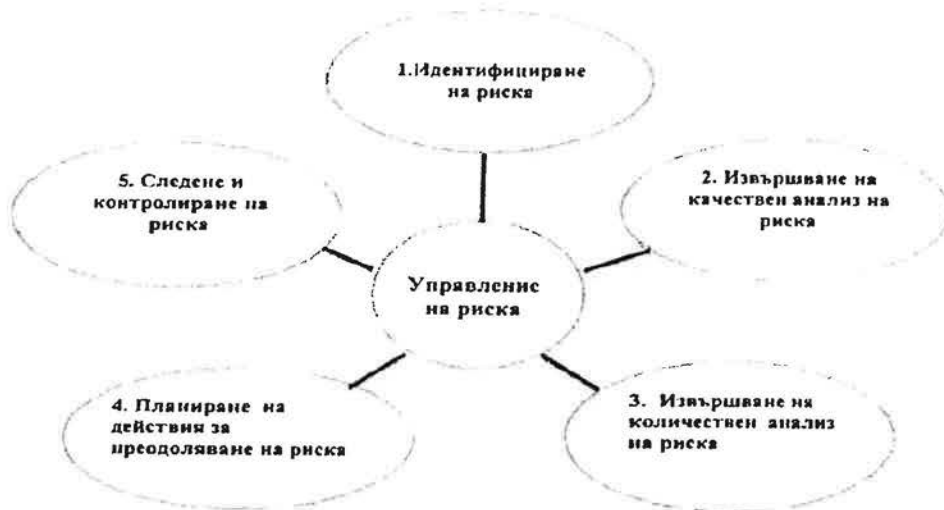 1.Идентифициране
на риска
2. Извършване на
качествен анализ на
риска
3. Извършване на
количествен анализ
на риска
4. Планиране на
действия за
преодоляване на риска
5. Следене и
контролиране на
риска
Управление
на риска